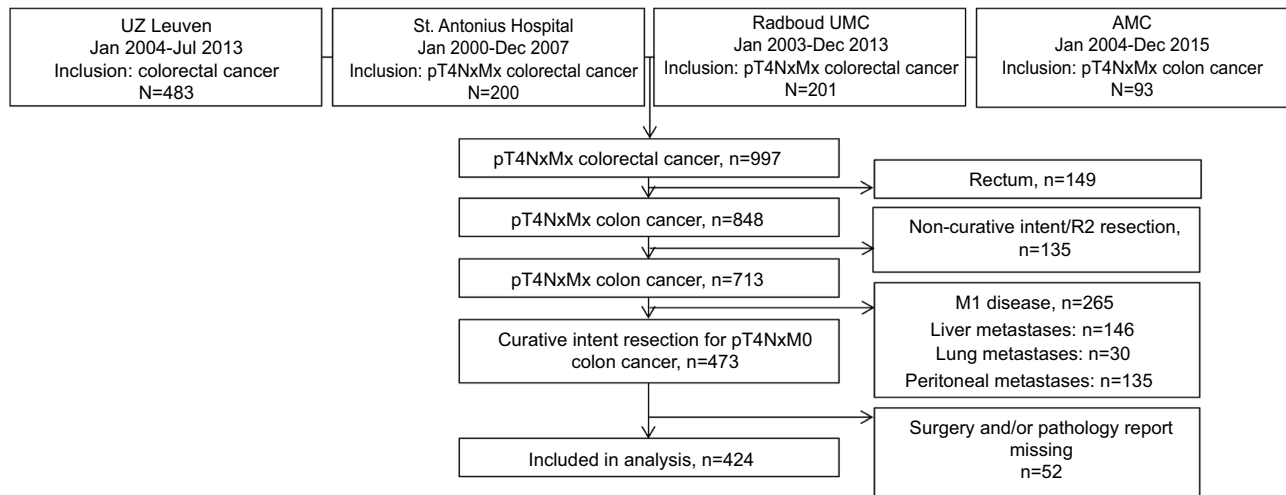 UZ Leuven
Jan 2004-Jul 2013
Inclusion: colorectal cancer
N=483
St. Antonius Hospital
Jan 2000-Dec 2007
Inclusion: pT4NxMx colorectal cancer
N=200
Radboud UMC
Jan 2003-Dec 2013
Inclusion: pT4NxMx colorectal cancer
N=201
AMC
Jan 2004-Dec 2015
Inclusion: pT4NxMx colon cancer
N=93
pT4NxMx colorectal cancer, n=997
Rectum, n=149
pT4NxMx colon cancer, n=848
Non-curative intent/R2 resection,
n=135
pT4NxMx colon cancer, n=713
M1 disease, n=265
Liver metastases: n=146
Lung metastases: n=30
Peritoneal metastases: n=135
Curative intent resection for pT4NxM0
colon cancer, n=473
Surgery and/or pathology report
missing
n=52
Included in analysis, n=424